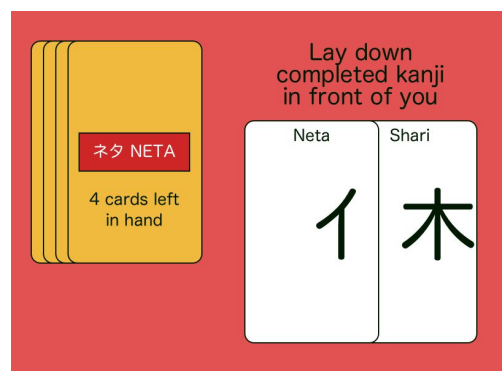 ネタ NETA
4 cards left
in hand
Lay down
completed kanji
in front of you
Neta
Shari
イ 木